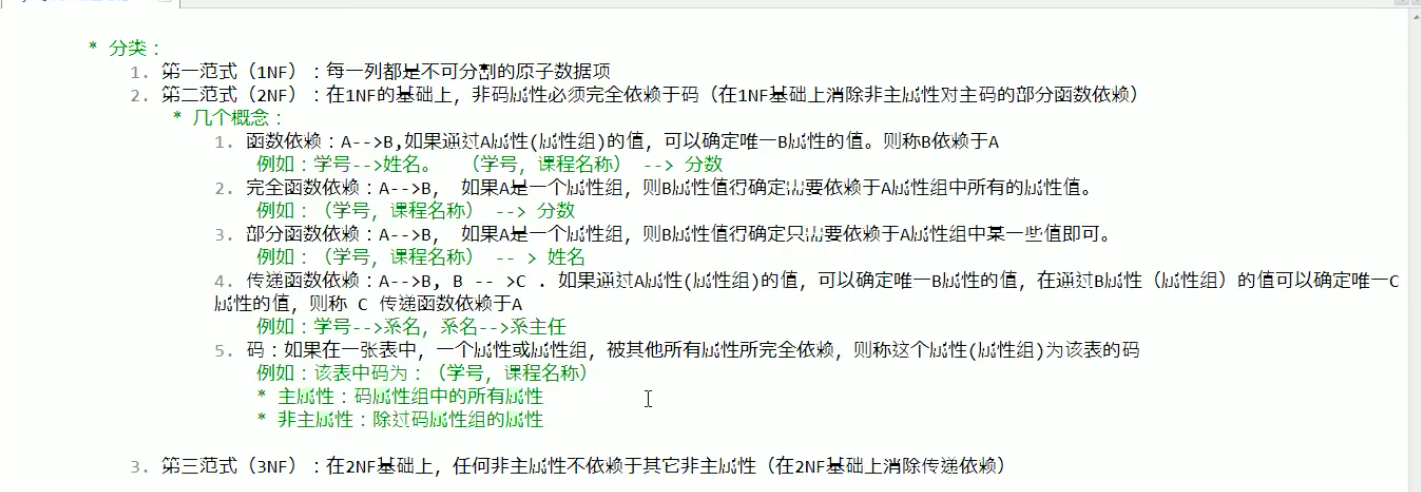 * 分类：
1. 第一范式（1NF）：每一列都是不可分割的原子数据项
2. 第二范式（2NF）：在1NF的基础上，非码属性必须完全依赖于码（在1NF基础上消除非主属性对主码的部分函数依赖）
* 几个概念：
1. 函数依赖：A-->B,如果通过A属性(属性组)的值，可以确定唯一B属性的值。则称B依赖于A
例如：学号-->姓名。 （学号，课程名称） --> 分数
2. 完全函数依赖：A-->B， 如果A是一个属性组，则B属性值得确定需要依赖于A属性组中所有的属性值。
例如：（学号，课程名称） --> 分数
3. 部分函数依赖：A-->B， 如果A是一个属性组，则B属性值得确定只需要依赖于A属性组中某一些值即可。
例如：（学号，课程名称） -- > 姓名
4. 传递函数依赖：A-->B, B -- >C . 如果通过A属性(属性组)的值，可以确定唯一B属性的值，在通过B属性（属性组）的值可以确定唯一C
属性的值，则称 C 传递函数依赖于A
例如：学号-->系名，系名-->系主任
5. 码：如果在一张表中，一个属性或属性组，被其他所有属性所完全依赖，则称这个属性(属性组)为该表的码
例如：该表中码为：（学号，课程名称）
* 主属性：码属性组中的所有属性
* 非主属性：除过码属性组的属性
3. 第三范式（3NF）：在2NF基础上，任何非主属性不依赖于其它非主属性（在2NF基础上消除传递依赖）